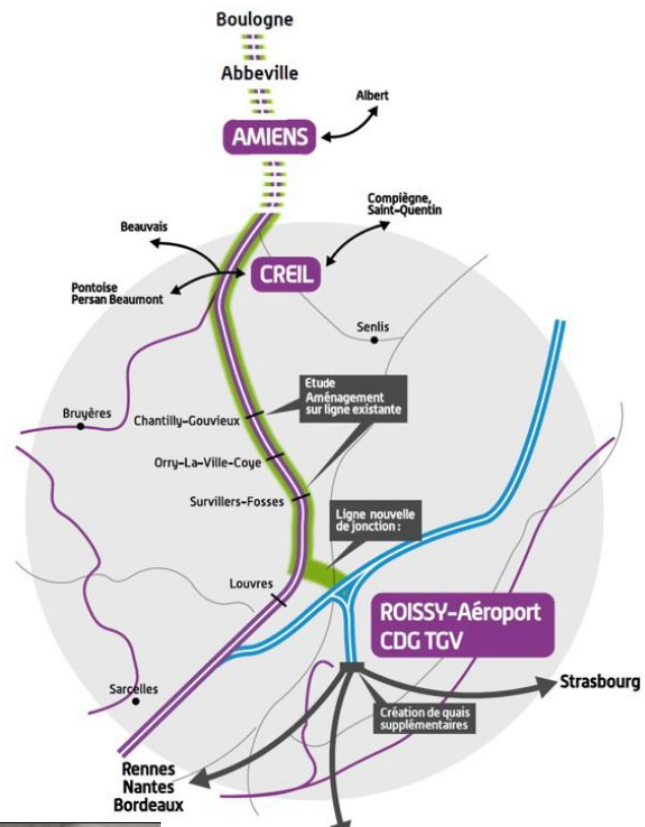 Boulogne
Abbeville
AMIENS
Albert
Compiègne,
Saint-Quentin
Beauvais
CREIL
Pontoise
Persan Beaumont
Senlis
Etude
Aménagement
sur ligne existante
Bruyères
Chantilly-Gouvieux
Orry-La-Ville-Coye
Survillers-Fosses
Ligne nouvelle
de jonction :
Louvres
ROISSY-Aéroport
CDG TGV
Strasbourg
Sarcelles
Création de quais
supplémentaires
Rennes
Nantes
Bordeaux